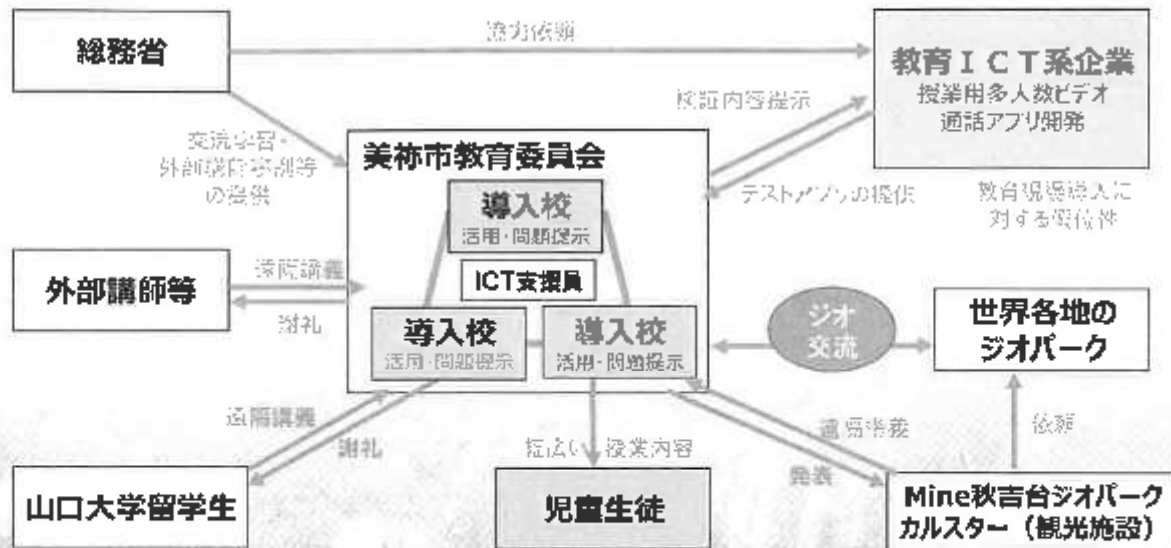 総務省
協力依頼
教育ICT系企業
授業用多人数ビデオ
通話アプリ開発
検証内容提示
交流学習・
外部講師
の提供
美祢市教育委員会
導入校
活用・問題提示
ICT支援員
テストアプリの提供
教育現場導入に
対する優位性
外部講師等
遠隔講義
謝礼
導入校
活用・問題提示
導入校
活用・問題提示
ジオ
交流
世界各地の
ジオパーク
遠隔講義
謝礼
幅広い授業内容
遠隔講義
発表
依頼
山口大学留学生
児童生徒
Mine秋吉台ジオパーク
カルスター（観光施設）